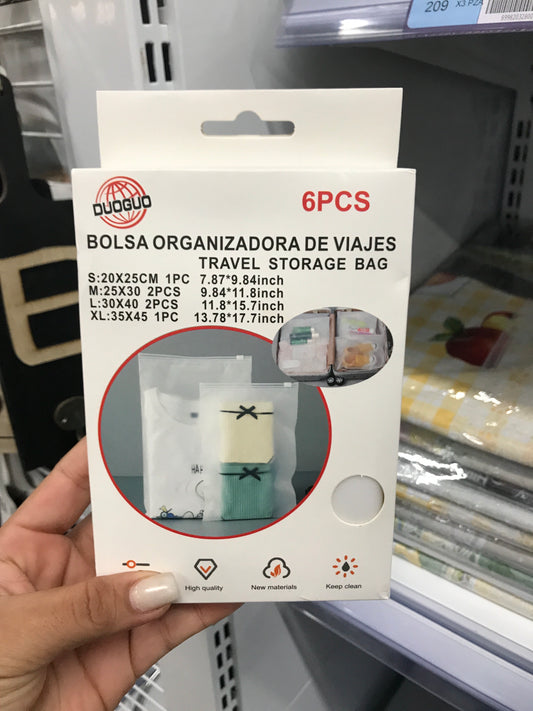 209 X3 PZA
DUOGUO
6PCS
BOLSA ORGANIZADORA DE VIAJES
TRAVEL STORAGE BAG
S:20X25CM 1PC 7.87*9.84inch
M:25X30 2PCS 9.84*11.8inch
L:30X40 2PCS 11.8*15.7inch
XL:35X45 1PC 13.78*17.7inch
High quality
New materials
Keep clean